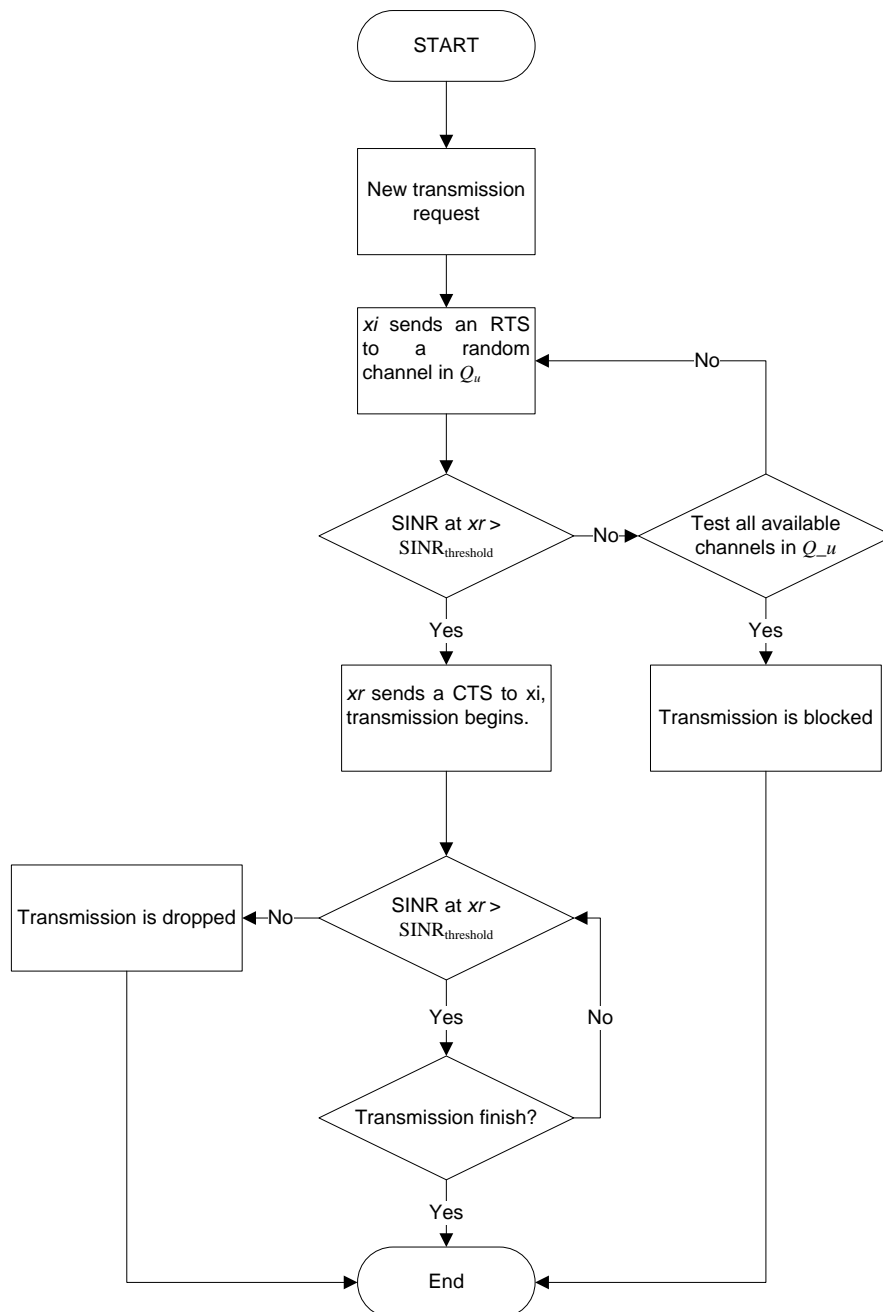 START
New transmission
request
xi sends an RTS
to a random
channel in Qu
No
SINR at xr >
SINRthreshold
No
Test all available
channels in Q_u
Yes
Yes
xr sends a CTS to xi,
transmission begins.
Transmission is blocked
SINR at xr >
SINRthreshold
Transmission is dropped
No
Yes
No
Transmission finish?
Yes
End